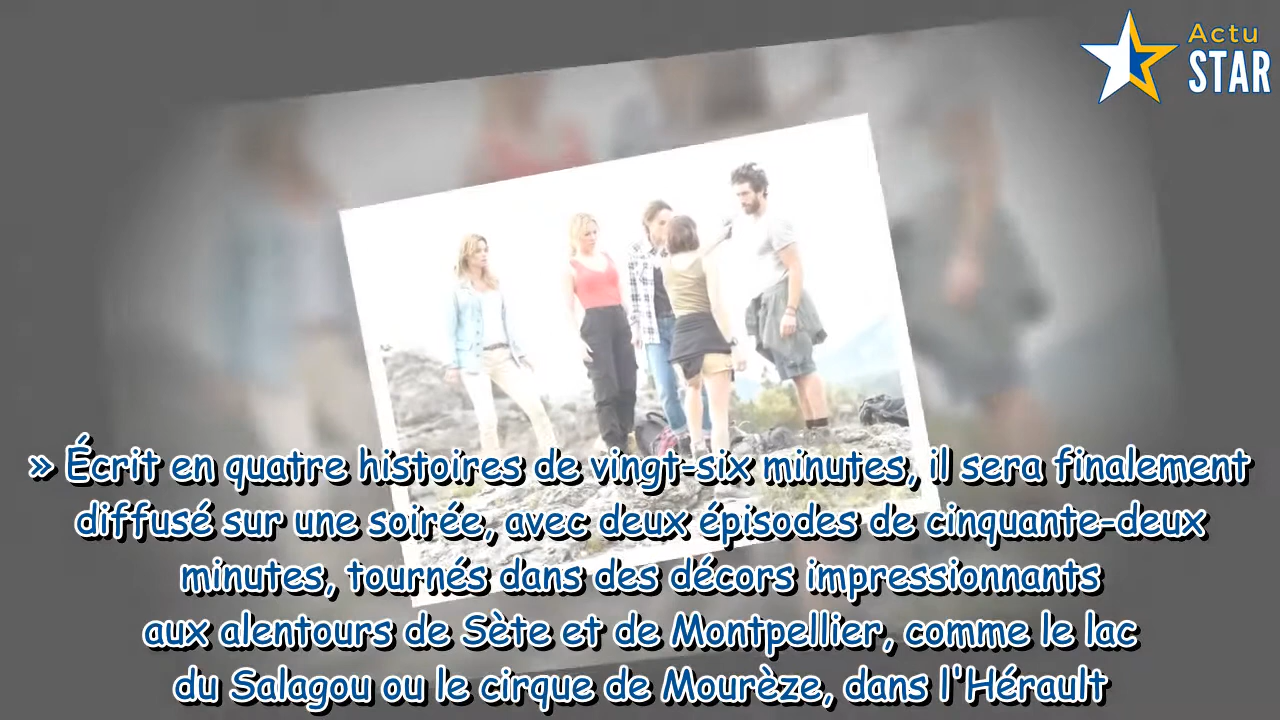 Actu
STAR
» Écrit en quatre histoires de vingt-six minutes, il sera finalement
diffusé sur une soirée, avec deux épisodes de cinquante-deux
minutes, tournés dans des décors impressionnants
aux alentours de Sète et de Montpellier, comme le lac
du Salagou ou le cirque de Mourèze, dans l'Hérault